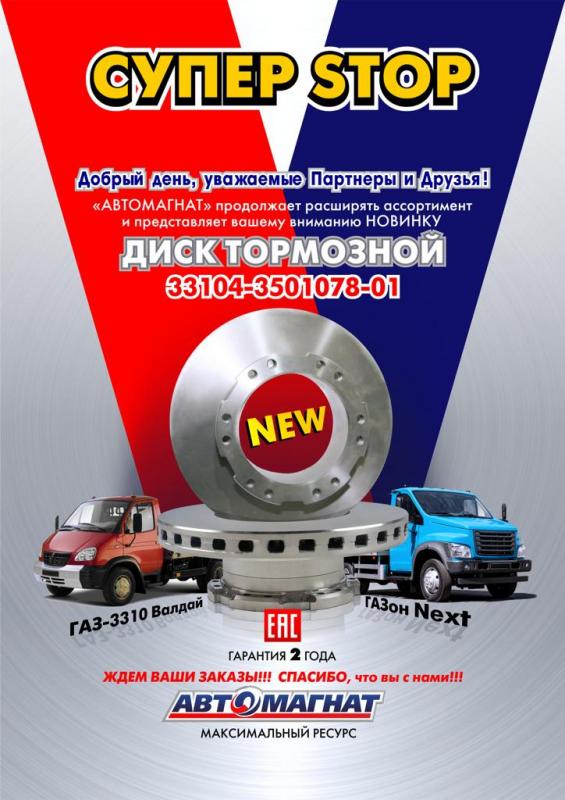 СУПЕР STOP
Добрый день, уважаемые Партнеры и Друзья!
«АВТОМАГНАТ» продолжает расширять ассортимент
и представляет вашему вниманию НОВИНКУ
ДИСК ТОРМОЗНОЙ
33104-3501078-01
NEW
ГАЗ-3310 Валдай
ГАЗон Next
ЕАС
ГАРАНТИЯ 2 ГОДА
ЖДЕМ ВАШИ ЗАКАЗЫ!!! СПАСИБО, что вы с нами!!!
АВТОМАГНАТ
МАКСИМАЛЬНЫЙ РЕСУРС